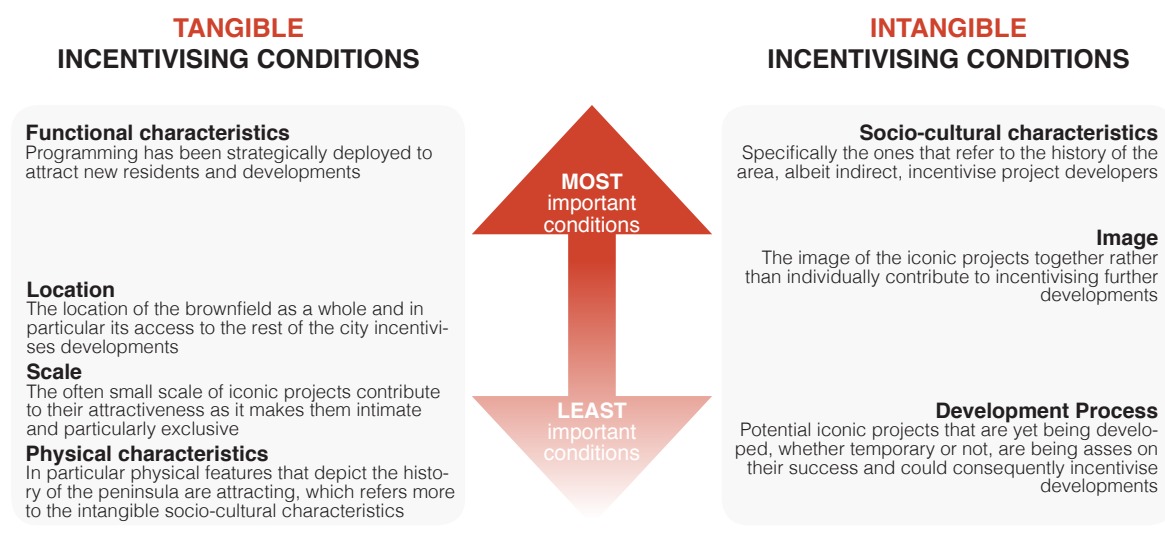 TANGIBLE
INCENTIVISING CONDITIONS
Functional characteristics
Programming has been strategically deployed to
attract new residents and developments
Location
The location of the brownfield as a whole and in
particular its access to the rest of the city incentivi-
ses developments
Scale
The often small scale of iconic projects contribute
to their attractiveness as it makes them intimate
and particularly exclusive
Physical characteristics
In particular physical features that depict the histo-
ry of the peninsula are attracting, which refers more
to the intangible socio-cultural characteristics
MOST
important
conditions
LEAST
important
conditions
INTANGIBLE
INCENTIVISING CONDITIONS
Socio-cultural characteristics
Specifically the ones that refer to the history of the
area, albeit indirect, incentivise project developers
Image
The image of the iconic projects together rather
than individually contribute to incentivising further
developments
Development Process
Potential iconic projects that are yet being develo-
ped, whether temporary or not, are being asses on
their success and could consequently incentivise
developments